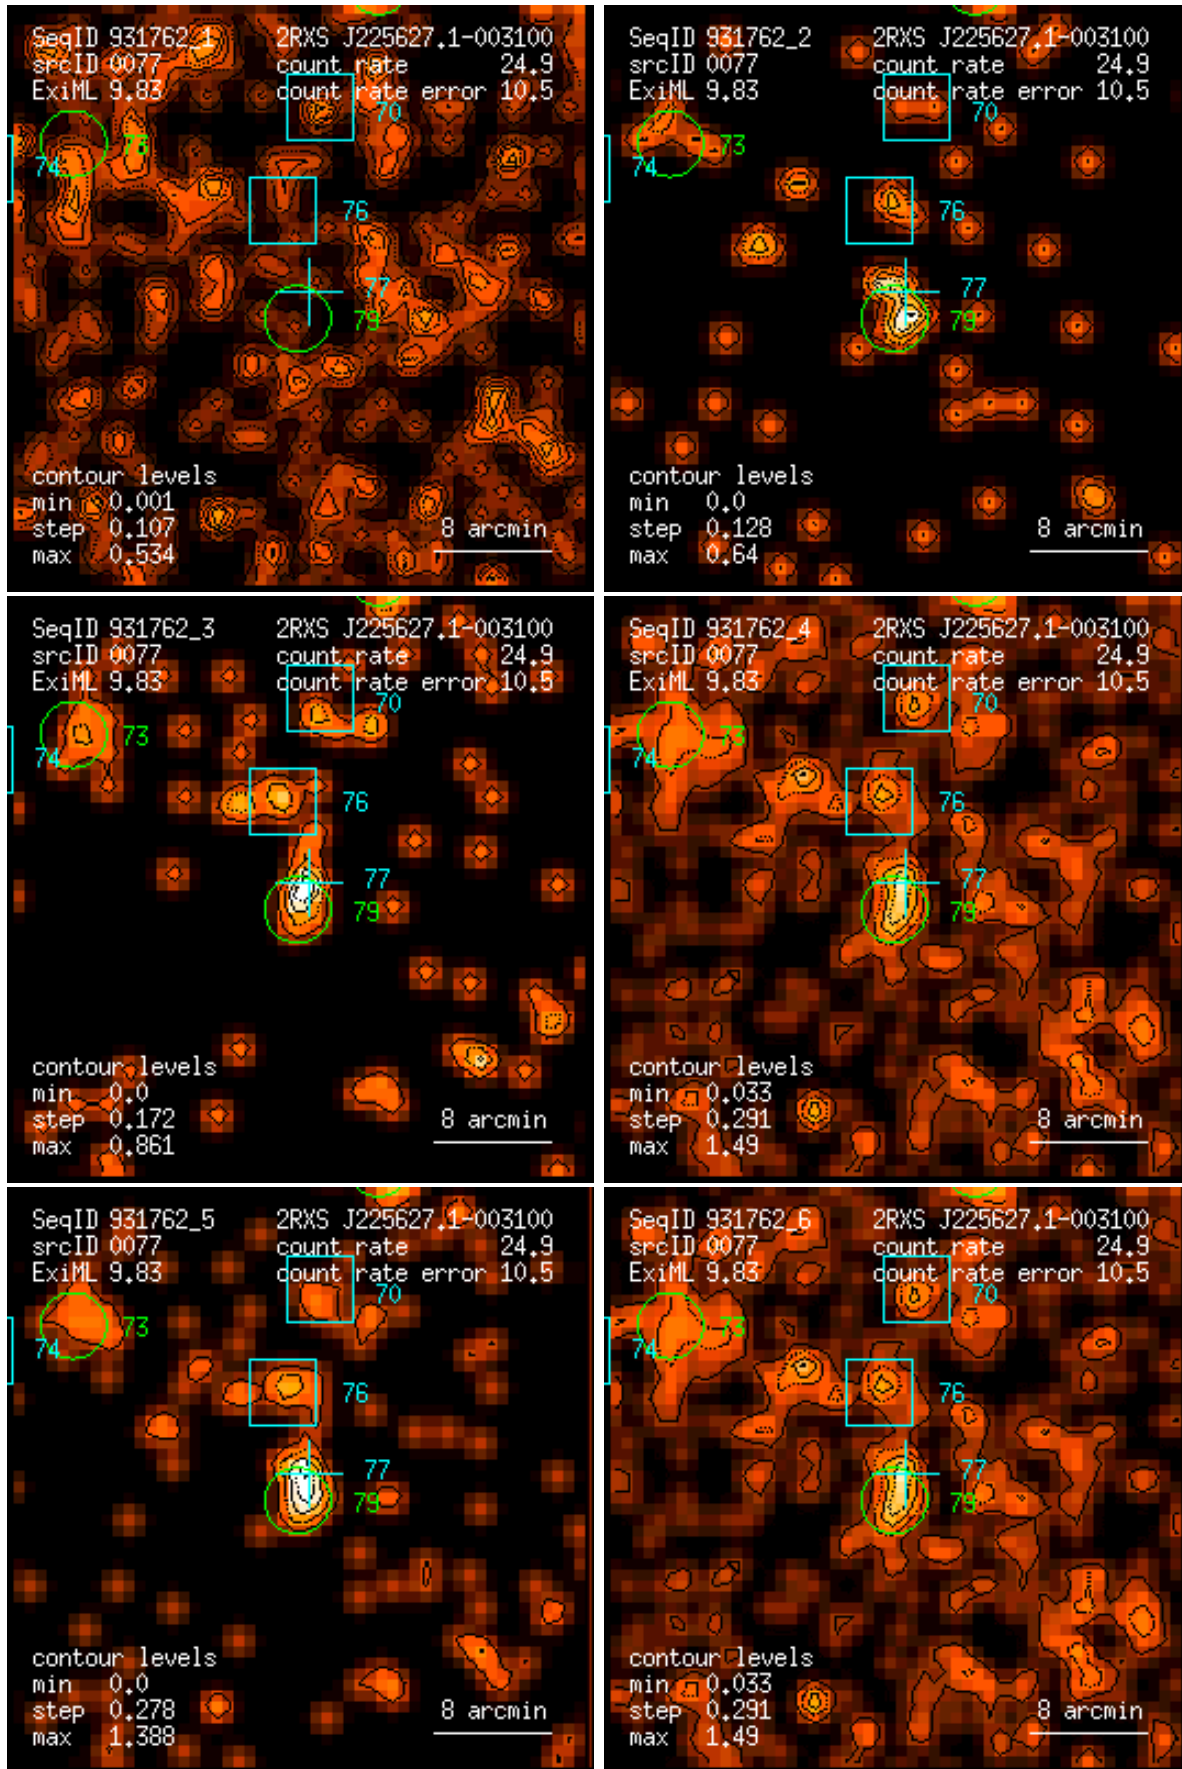 SeqID 931762_1 2RXS J225627.1-003100
srcID 0077 count rate 24.9
ExiML 9.83 count rate error 10.5
70
73
74
76
77
79
contour levels
min 0.001
step 0.107 8 arcmin
max 0.534
SeqID 931762_2 2RXS J225627.1-003100
srcID 0077 count rate 24.9
ExiML 9.83 count rate error 10.5
70
73
74
76
77
79
contour levels
min 0.0
step 0.128 8 arcmin
max 0.64
SeqID 931762_3 2RXS J225627.1-003100
srcID 0077 count rate 24.9
ExiML 9.83 count rate error 10.5
70
73
74
76
77
79
contour levels
min 0.0
step 0.172 8 arcmin
max 0.861
SeqID 931762_4 2RXS J225627.1-003100
srcID 0077 count rate 24.9
ExiML 9.83 count rate error 10.5
70
73
74
76
77
79
contour levels
min 0.033
step 0.291 8 arcmin
max 1.49
SeqID 931762_5 2RXS J225627.1-003100
srcID 0077 count rate 24.9
ExiML 9.83 count rate error 10.5
70
73
74
76
77
79
contour levels
min 0.0
step 0.278 8 arcmin
max 1.388
SeqID 931762_6 2RXS J225627.1-003100
srcID 0077 count rate 24.9
ExiML 9.83 count rate error 10.5
70
73
74
76
77
79
contour levels
min 0.033
step 0.291 8 arcmin
max 1.49